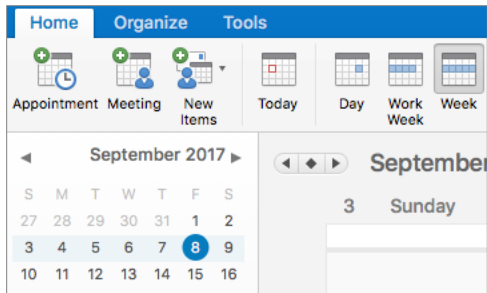 Home Organize Tools
Appointment Meeting New Items Today Day Work Week Week
September 2017
S M T W T F S
27 28 29 30 31 1 2
3 4 5 6 7 8 9
10 11 12 13 14 15 16
September
3 Sunday